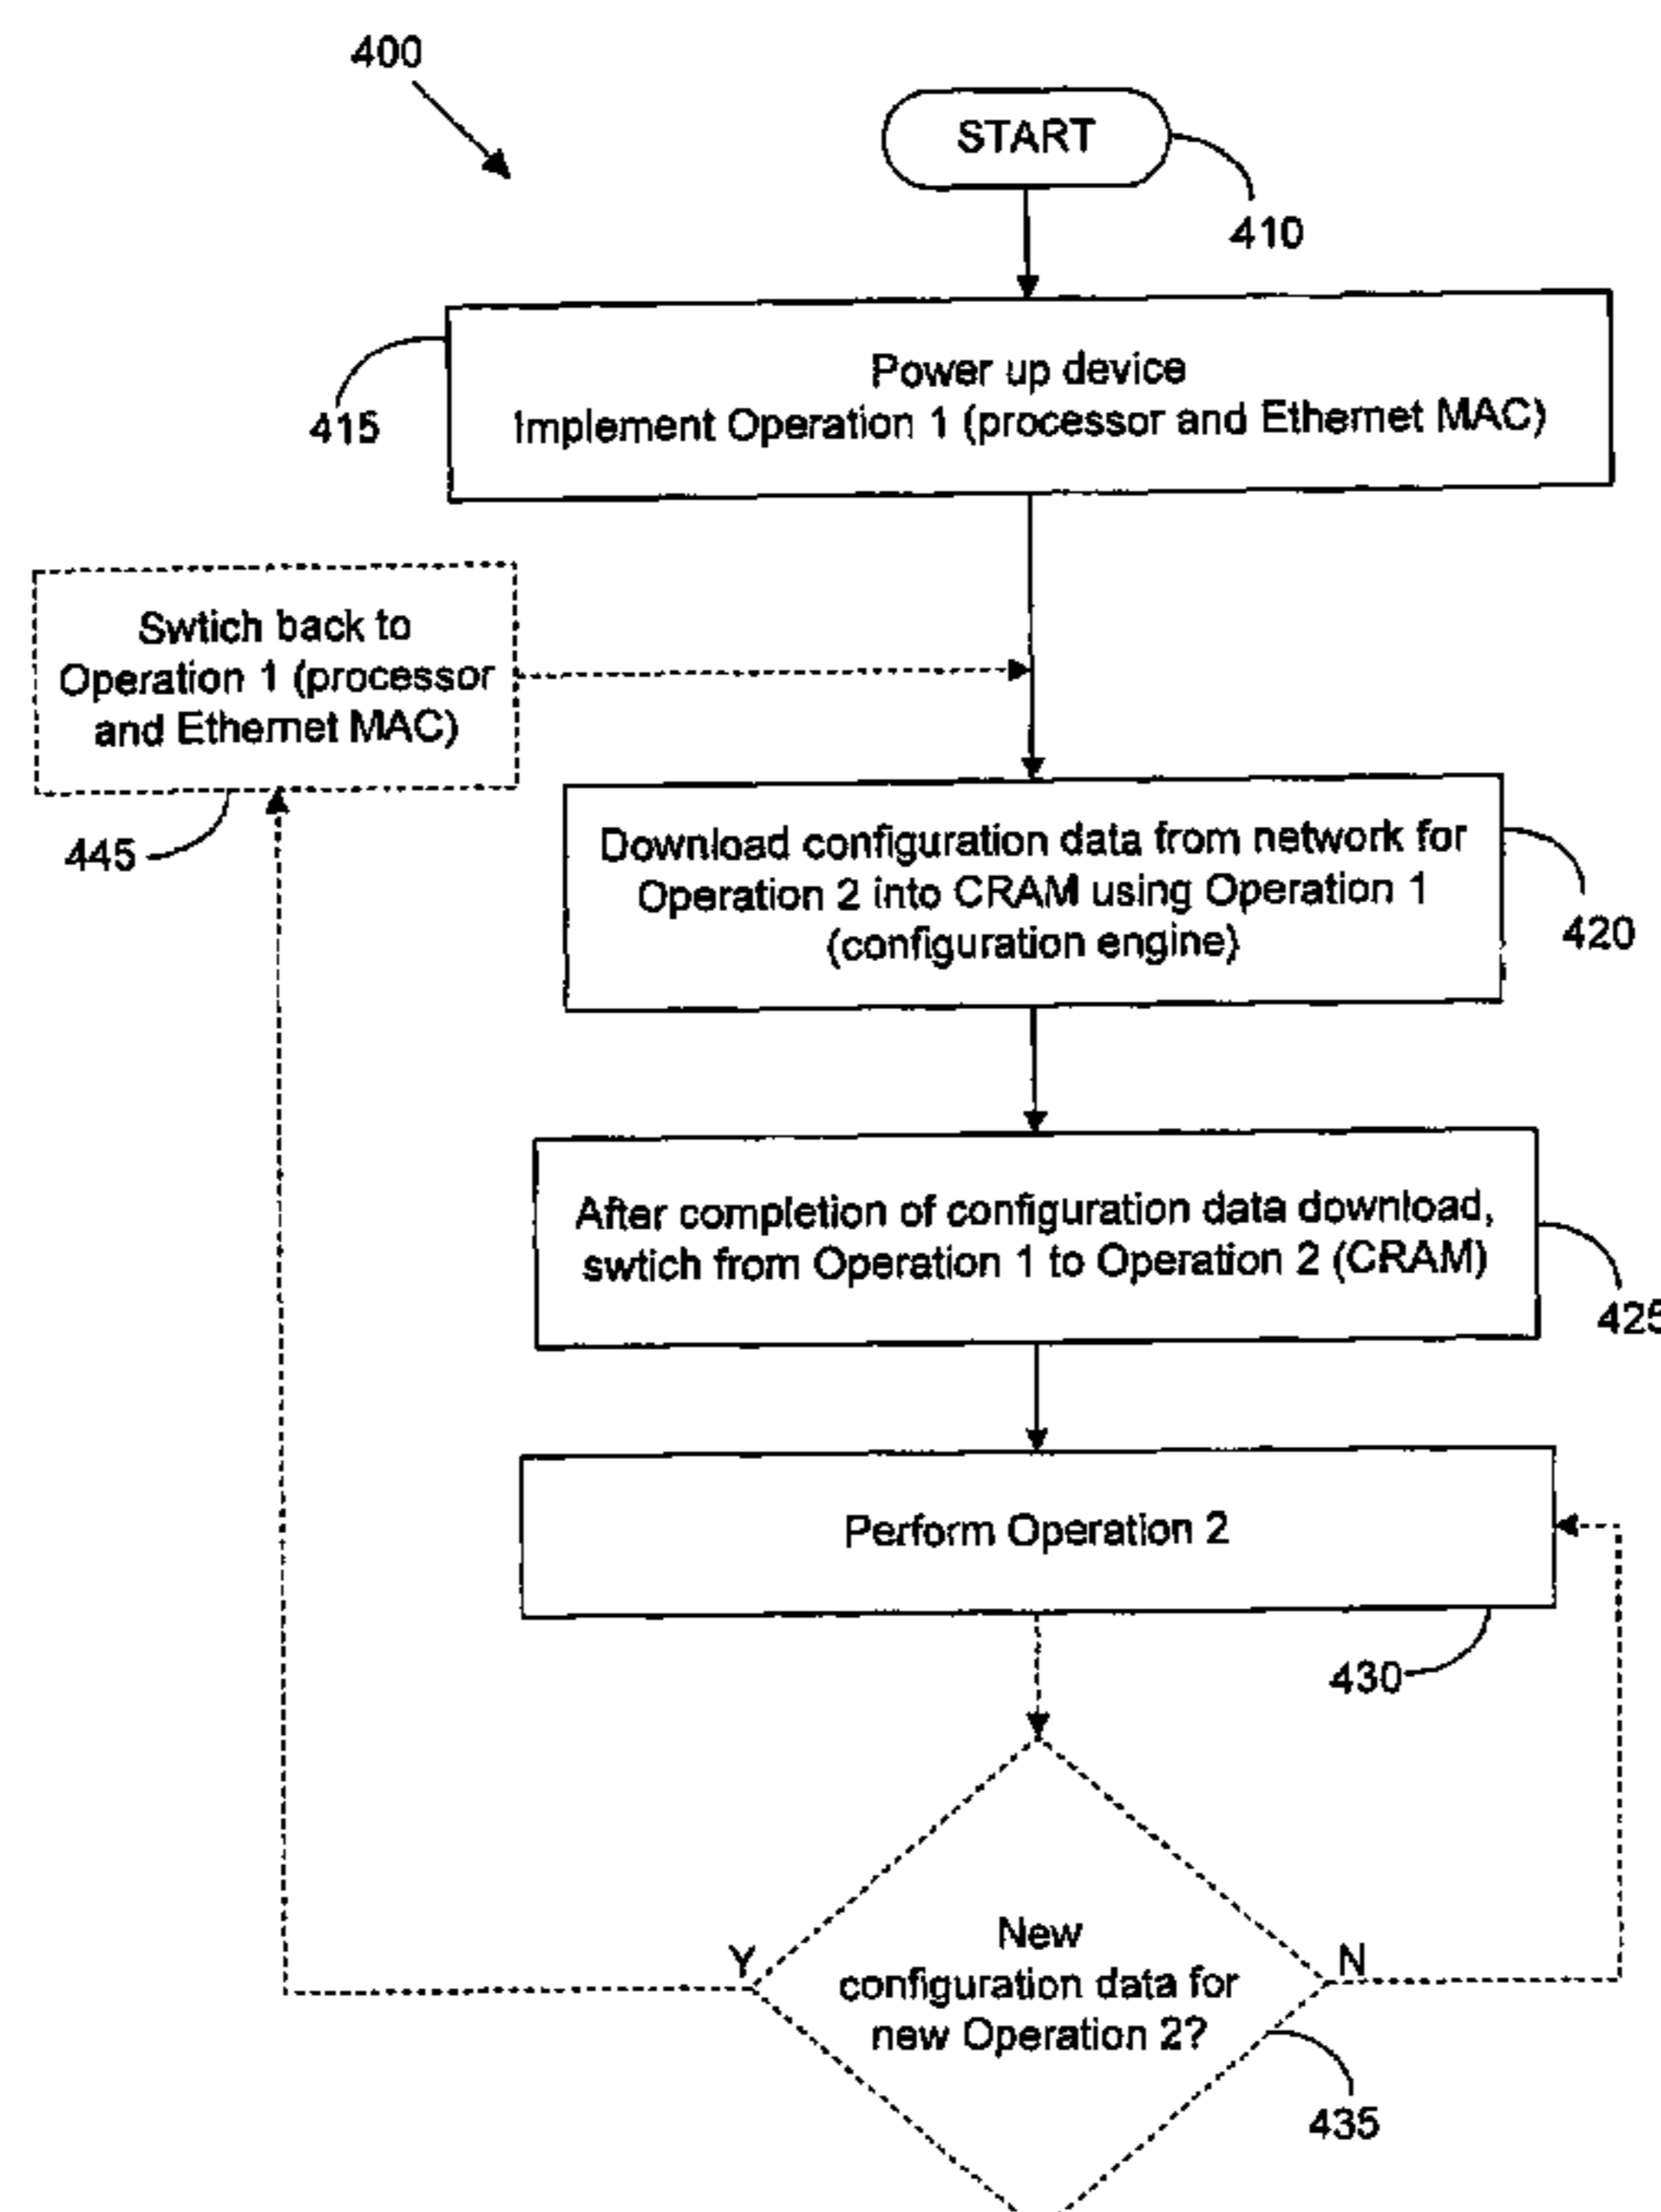 400
START
410
Power up device
Implement Operation 1 (processor and Ethernet MAC)
415
Swtich back to
Operation 1 (processor
and Ethernet MAC)
445
Download configuration data from network for
Operation 2 into CRAM using Operation 1
(configuration engine)
420
After completion of configuration data download,
swtich from Operation 1 to Operation 2 (CRAM)
425
Perform Operation 2
430
Y
New
configuration data for
new Operation 2?
N
435